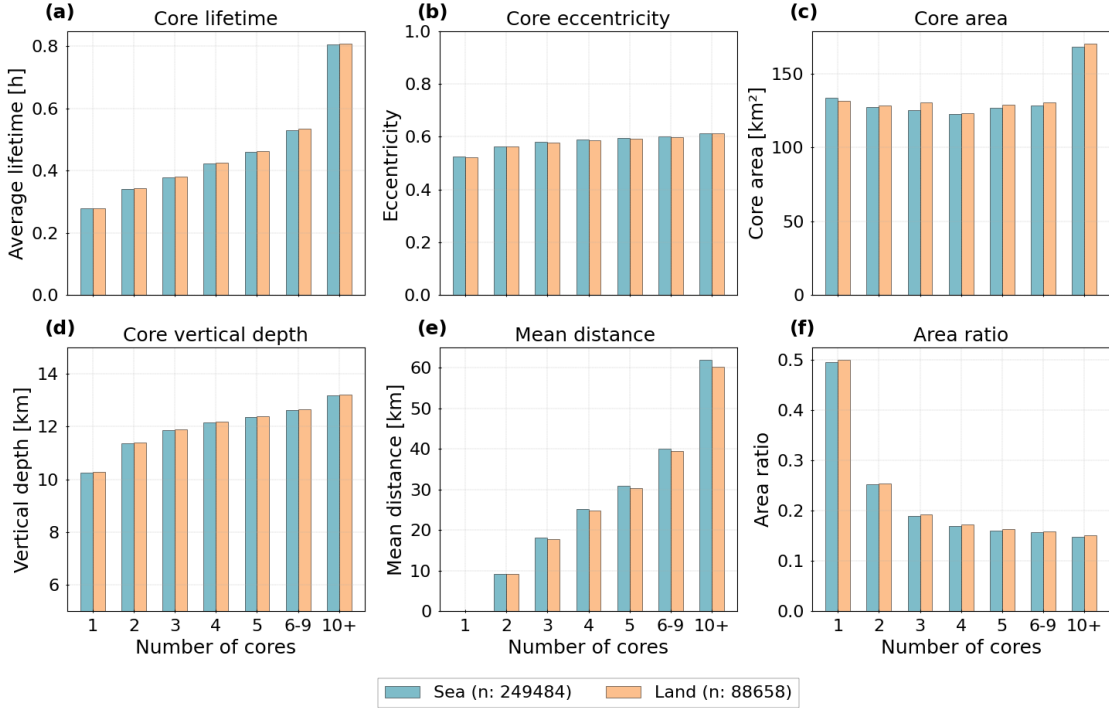 (a) Core lifetime
Average lifetime [h]
0.8
0.6
0.4
0.2
0.0
(b) Core eccentricity
Eccentricity
1.0
0.8
0.6
0.4
0.2
0.0
(c) Core area
Core area [km²]
150
100
50
0
(d) Core vertical depth
Vertical depth [km]
14
12
10
8
6
1 2 3 4 5 6-9 10+
Number of cores
(e) Mean distance
Mean distance [km]
60
50
40
30
20
10
0
1 2 3 4 5 6-9 10+
Number of cores
(f) Area ratio
Area ratio
0.5
0.4
0.3
0.2
0.1
0.0
1 2 3 4 5 6-9 10+
Number of cores
Sea (n: 249484) Land (n: 88658)